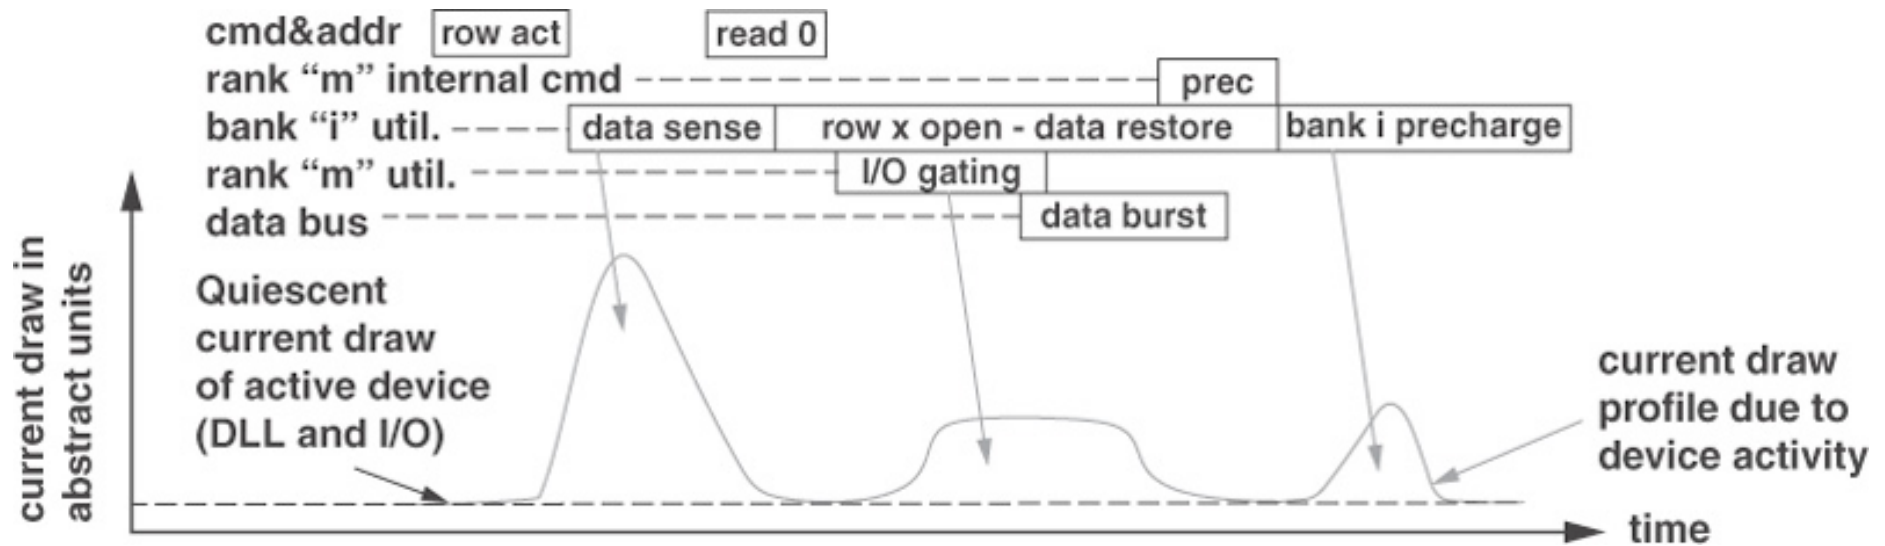 cmd&addr row act read 0
rank “m” internal cmd prec
bank “i” util. data sense row x open - data restore bank i precharge
rank “m” util. I/O gating
data bus data burst
Quiescent
current draw
of active device
(DLL and I/O)
current draw in
abstract units
current draw
profile due to
device activity
time